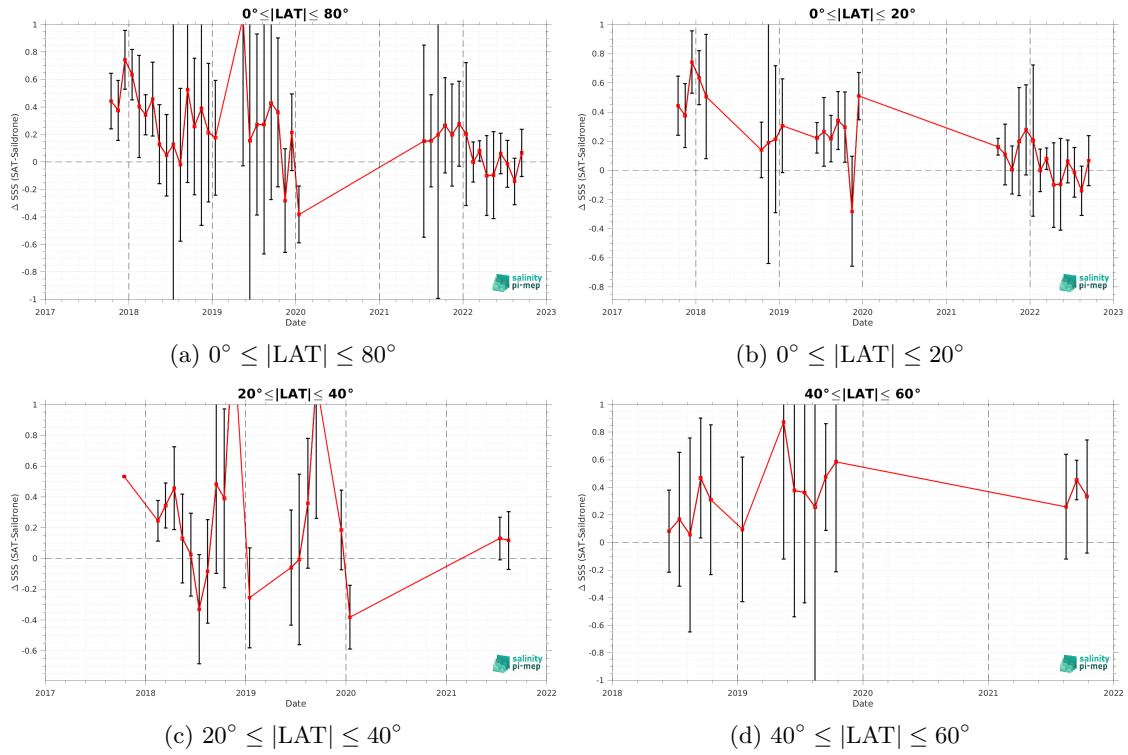 0°≤|LAT|≤ 80°
Δ SSS (SAT-Saildrone)
1
0.8
0.6
0.4
0.2
0
-0.2
-0.4
-0.6
-0.8
-1
2017
2018
2019
2020
2021
2022
2023
Date
salinity
pi-mep
(a) 0° ≤ |LAT| ≤ 80°
0°≤|LAT|≤ 20°
Δ SSS (SAT-Saildrone)
1
0.8
0.6
0.4
0.2
0
-0.2
-0.4
-0.6
-0.8
2017
2018
2019
2020
2021
2022
2023
Date
salinity
pi-mep
(b) 0° ≤ |LAT| ≤ 20°
20°≤|LAT|≤ 40°
Δ SSS (SAT-Saildrone)
1
0.8
0.6
0.4
0.2
0
-0.2
-0.4
-0.6
2017
2018
2019
2020
2021
2022
Date
salinity
pi-mep
(c) 20° ≤ |LAT| ≤ 40°
40°≤|LAT|≤ 60°
Δ SSS (SAT-Saildrone)
1
0.8
0.6
0.4
0.2
0
-0.2
-0.4
-0.6
-0.8
-1
2018
2019
2020
2021
2022
Date
salinity
pi-mep
(d) 40° ≤ |LAT| ≤ 60°